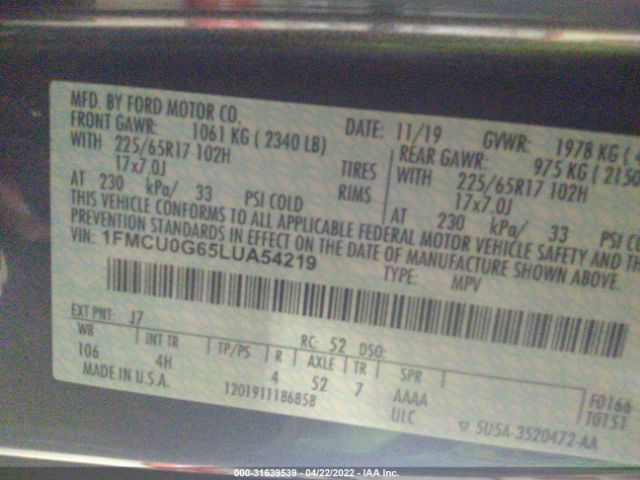 MFD. BY FORD MOTOR CO.
DATE: 11/19 GVWR: 1978 KG (
FRONT GAWR: 1061 KG ( 2340 LB) REAR GAWR: 975 KG ( 2150
WITH 225/65R17 102H TIRES WITH 225/65R17 102H
17x7.0J RIMS 17x7.0J
AT 230 kPa/ 33 PSI COLD AT 230 kPa/ 33 PSI CO
THIS VEHICLE CONFORMS TO ALL APPLICABLE FEDERAL MOTOR VEHICLE SAFETY AND
PREVENTION STANDARDS IN EFFECT ON THE DATE OF MANUFACTURE SHOWN ABOVE.
VIN: 1FMCU0G65LUA54219
TYPE: MPV
EXT PNT: J7 RC: 52 DSO:
WB INT TR TP/PS R AXLE TR SPR
106 4H 4 52 7 AAAA F0166
MADE IN U.S.A. 1201911186858 ULC T0151
5U5A-3520472-AA
000-31639539 - 04/22/2022 - IAA Inc.